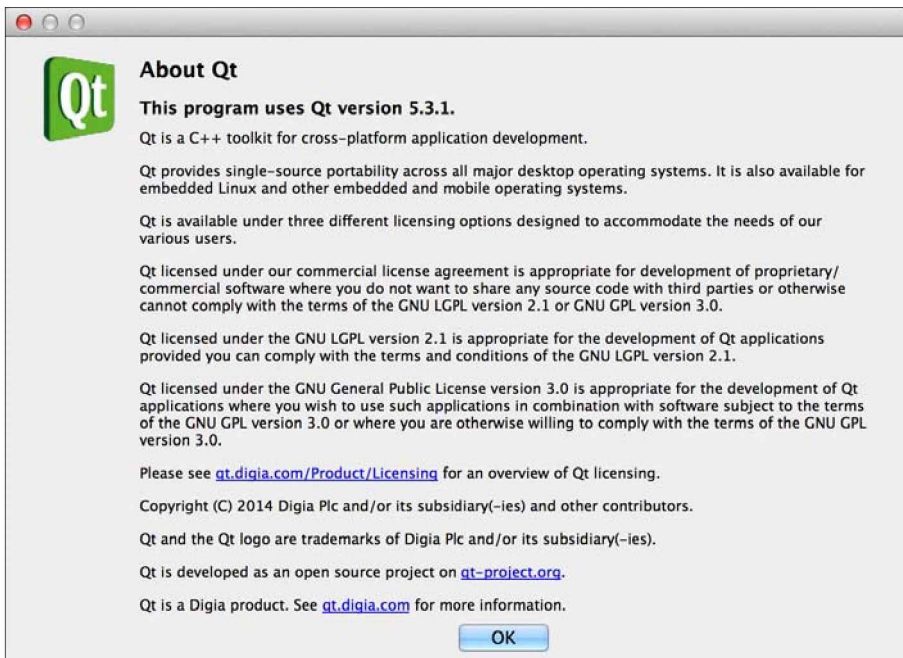 Qt
About Qt
This program uses Qt version 5.3.1.
Qt is a C++ toolkit for cross-platform application development.
Qt provides single-source portability across all major desktop operating systems. It is also available for
embedded Linux and other embedded and mobile operating systems.
Qt is available under three different licensing options designed to accommodate the needs of our
various users.
Qt licensed under our commercial license agreement is appropriate for development of proprietary/
commercial software where you do not want to share any source code with third parties or otherwise
cannot comply with the terms of the GNU LGPL version 2.1 or GNU GPL version 3.0.
Qt licensed under the GNU LGPL version 2.1 is appropriate for the development of Qt applications
provided you can comply with the terms and conditions of the GNU LGPL version 2.1.
Qt licensed under the GNU General Public License version 3.0 is appropriate for the development of Qt
applications where you wish to use such applications in combination with software subject to the terms
of the GNU GPL version 3.0 or where you are otherwise willing to comply with the terms of the GNU GPL
version 3.0.
Please see qt.digia.com/Product/Licensing for an overview of Qt licensing.
Copyright (C) 2014 Digia Plc and/or its subsidiary(-ies) and other contributors.
Qt and the Qt logo are trademarks of Digia Plc and/or its subsidiary(-ies).
Qt is developed as an open source project on qt-project.org.
Qt is a Digia product. See qt.digia.com for more information.
OK